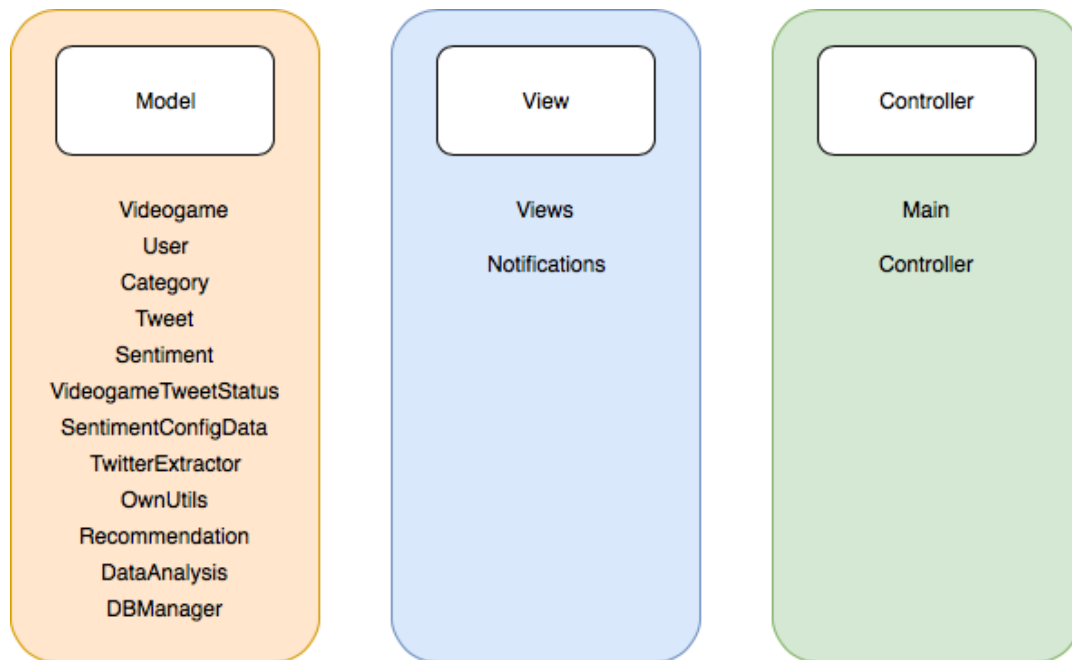 Model
Videogame
User
Category
Tweet
Sentiment
VideogameTweetStatus
SentimentConfigData
TwitterExtractor
OwnUtils
Recommendation
DataAnalysis
DBManager
View
Views
Notifications
Controller
Main
Controller